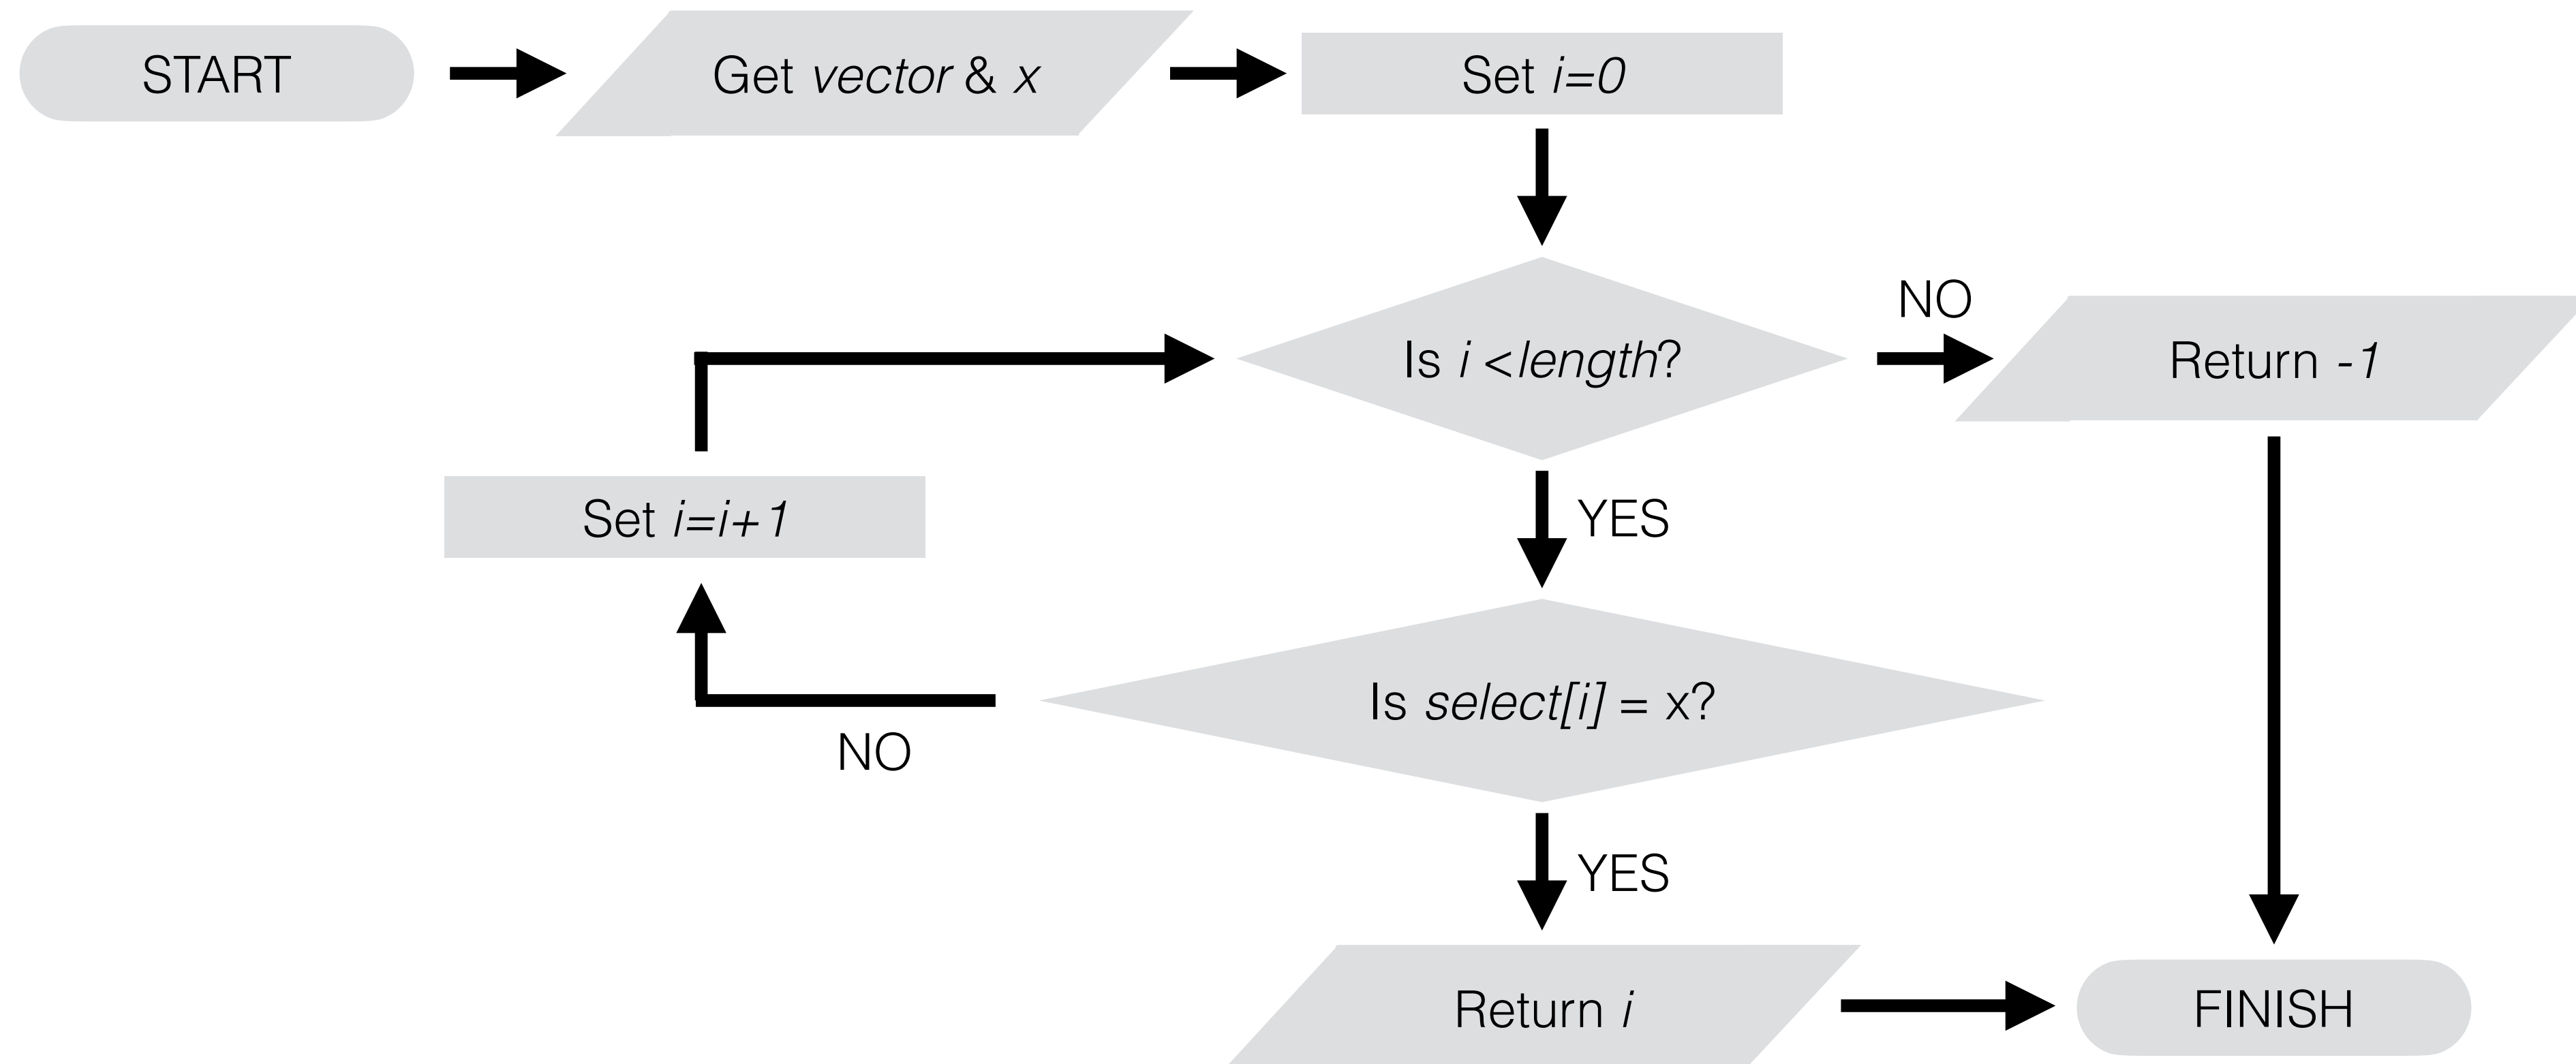 START
Get vector & x
Set i=0
Is i <length?
NO
Return -1
Set i=i+1
YES
Is select[i] = x?
NO
YES
Return i
FINISH